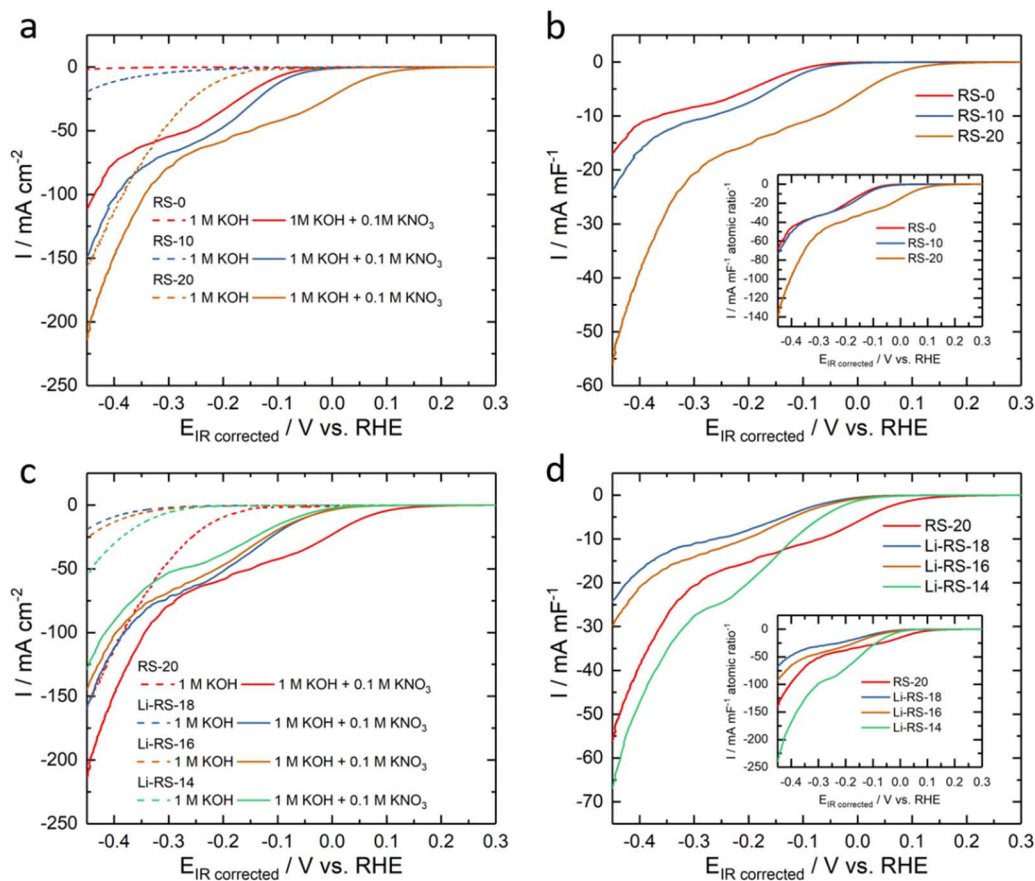 a
I / mA cm⁻²
0
-50
-100
-150
-200
-250
RS-0
1 M KOH 1M KOH + 0.1M KNO₃
RS-10
1 M KOH 1 M KOH + 0.1 M KNO₃
RS-20
1 M KOH 1 M KOH + 0.1 M KNO₃
-0.4 -0.3 -0.2 -0.1 0.0 0.1 0.2 0.3
E IR corrected / V vs. RHE
b
I / mA mF⁻¹
0
-10
-20
-30
-40
-50
-60
RS-0
RS-10
RS-20
I / mA mF⁻¹ atomic ratio⁻¹
0
-20
-40
-60
-80
-100
-120
-140
RS-0
RS-10
RS-20
-0.4 -0.3 -0.2 -0.1 0.0 0.1 0.2 0.3
E IR corrected / V vs. RHE
-0.4 -0.3 -0.2 -0.1 0.0 0.1 0.2 0.3
E IR corrected / V vs. RHE
c
I / mA cm⁻²
0
-50
-100
-150
-200
-250
RS-20
1 M KOH 1 M KOH + 0.1 M KNO₃
Li-RS-18
1 M KOH 1 M KOH + 0.1 M KNO₃
Li-RS-16
1 M KOH 1 M KOH + 0.1 M KNO₃
Li-RS-14
1 M KOH 1 M KOH + 0.1 M KNO₃
-0.4 -0.3 -0.2 -0.1 0.0 0.1 0.2 0.3
E IR corrected / V vs. RHE
d
I / mA mF⁻¹
0
-10
-20
-30
-40
-50
-60
-70
RS-20
Li-RS-18
Li-RS-16
Li-RS-14
I / mA mF⁻¹ atomic ratio⁻¹
0
-50
-100
-150
-200
-250
RS-20
Li-RS-18
Li-RS-16
Li-RS-14
-0.4 -0.3 -0.2 -0.1 0.0 0.1 0.2 0.3
E IR corrected / V vs. RHE
-0.4 -0.3 -0.2 -0.1 0.0 0.1 0.2 0.3
E IR corrected / V vs. RHE